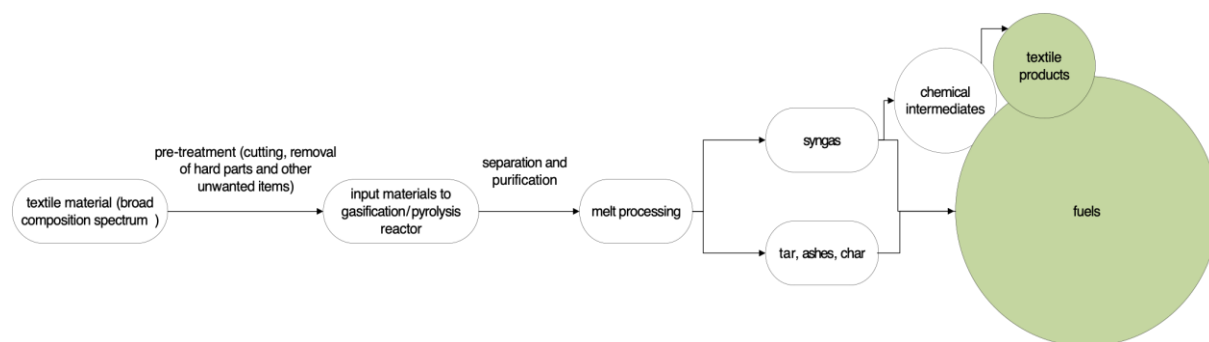 textile material (broad
composition spectrum )
pre-treatment (cutting, removal
of hard parts and other
unwanted items)
input materials to
gasification/pyrolysis
reactor
separation and
purification
melt processing
syngas
tar, ashes, char
chemical
intermediates
textile
products
fuels